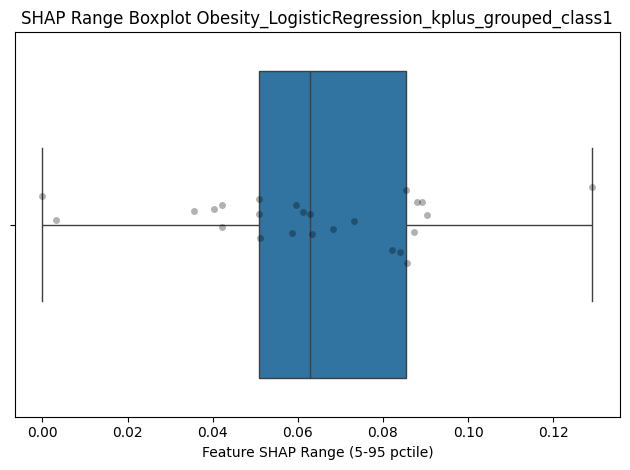 SHAP Range Boxplot Obesity_LogisticRegression_kplus_grouped_class1
0.00 0.02 0.04 0.06 0.08 0.10 0.12
Feature SHAP Range (5-95 pctile)